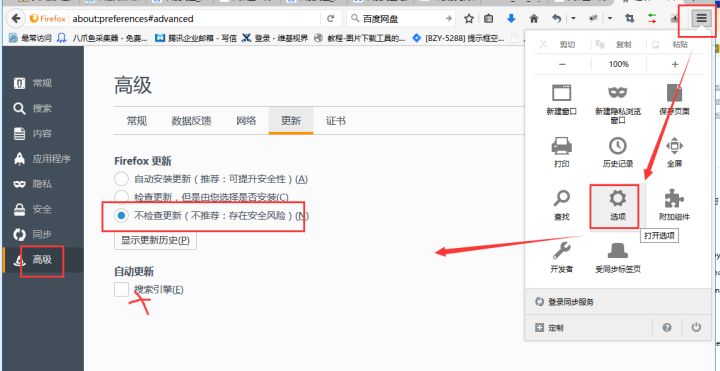 Firefox about:preferences#advanced 百度网盘
最常访问 八爪鱼采集器 - 免费... 腾讯企业邮箱 - 写信 登录 - 维基视界 教程-图片下载工具的... [BZY-5288] 提示框空...
常规
搜索
内容
应用程序
隐私
安全
同步
高级
高级
常规 数据反馈 网络 更新 证书
Firefox 更新
自动安装更新（推荐：可提升安全性）(A)
检查更新，但是由您选择是否安装(C)
不检查更新（不推荐：存在安全风险）(N)
显示更新历史(P)
自动更新
搜索引擎(E)
剪切 复制 粘贴
− 100% +
新建窗口 新建隐私浏览窗口 保存页面
打印 历史记录 全屏
查找 选项 附加组件
打开选项
开发者 受同步标签页
登录同步服务
定制